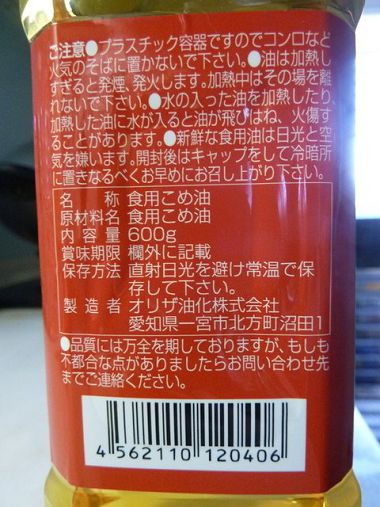 ご注意●プラスチック容器ですのでコンロなど
火気のそばに置かないで下さい。●油は加熱し
すぎると発煙、発火します。加熱中はその場を離
れないで下さい。●水の入った油を加熱したり、
加熱した油に水が入ると油が飛びはね、火傷す
ることがあります。●新鮮な食用油は日光と空
気を嫌います。開封後はキャップをして冷暗所
に置きなるべくお早めにお召し上がり下さい。
名称 食用こめ油
原材料名 食用こめ油
内容量 600g
賞味期限 欄外に記載
保存方法 直射日光を避け常温で保
存して下さい。
製造者 オリザ油化株式会社
愛知県一宮市北方町沼田1
●品質には万全を期しておりますが、もしも
不都合な点がありましたらお問い合わせ先
までご連絡ください。
4562110120406